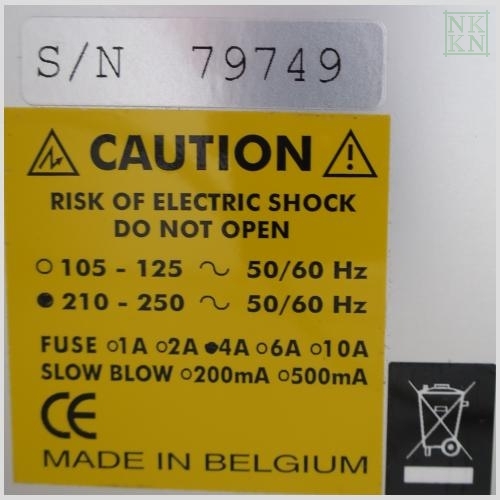 NK
KN
S/N 79749
CAUTION
RISK OF ELECTRIC SHOCK
DO NOT OPEN
○ 105 - 125 ~ 50/60 Hz
● 210 - 250 ~ 50/60 Hz
FUSE ○1A ○2A ●4A ○6A ○10A
SLOW BLOW ○200mA ○500mA
CE
MADE IN BELGIUM